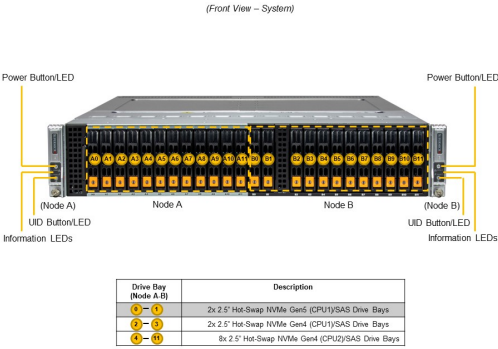 (Front View – System)
Power Button/LED
Power Button/LED
A0 A1 A2 A3 A4 A5 A6 A7 A8 A9 A10 A11 B0 B1 B2 B3 B4 B5 B6 B7 B8 B9 B10 B11
(Node A)
Node A
Node B
(Node B)
UID Button/LED
UID Button/LED
Information LEDs
Information LEDs
Drive Bay
(Node A-B)
Description
0 – 1 2x 2.5" Hot-Swap NVMe Gen5 (CPU1)/SAS Drive Bays
2 – 3 2x 2.5" Hot-Swap NVMe Gen4 (CPU1)/SAS Drive Bays
4 – 11 8x 2.5" Hot-Swap NVMe Gen4 (CPU2)/SAS Drive Bays